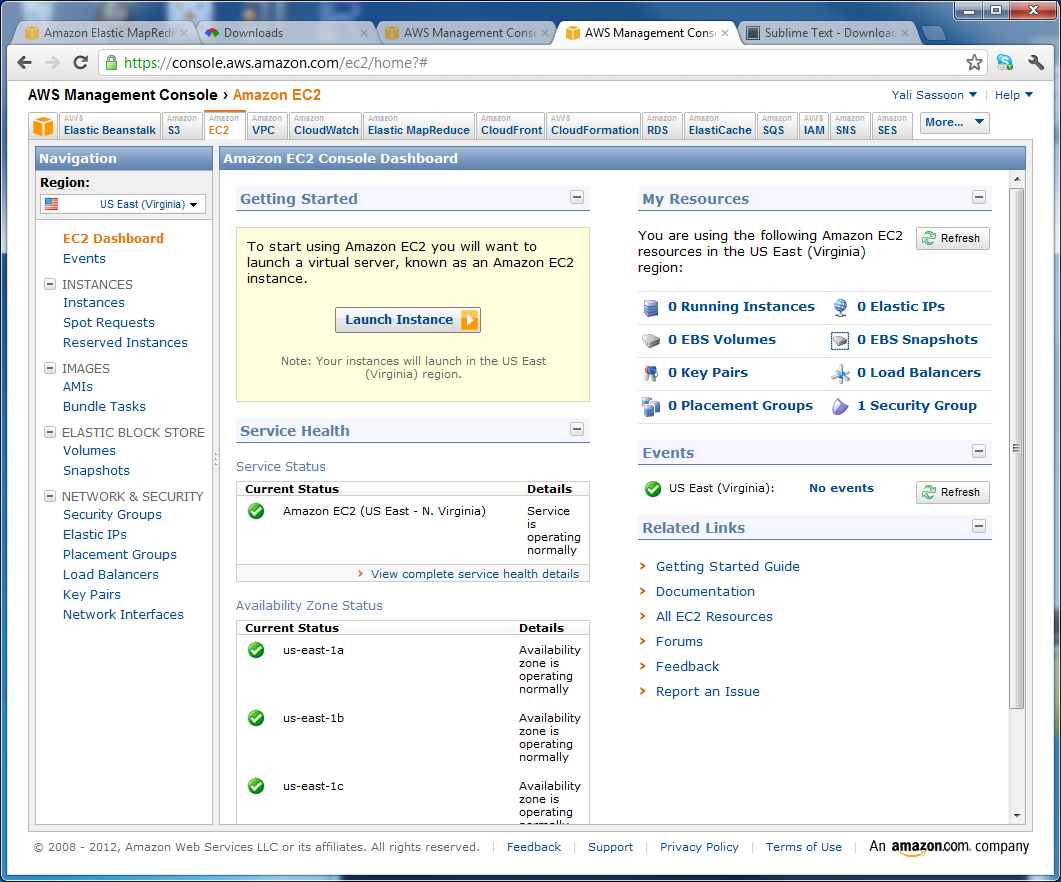 Amazon Elastic MapRedu
Downloads
AWS Management Conso
AWS Management Conso
Sublime Text - Download
https://console.aws.amazon.com/ec2/home?#
AWS Management Console › Amazon EC2
Yali Sassoon
Help
AWS Elastic Beanstalk
Amazon S3
Amazon EC2
Amazon VPC
Amazon CloudWatch
Amazon Elastic MapReduce
Amazon CloudFront
AWS CloudFormation
Amazon RDS
Amazon ElastiCache
Amazon SQS
AWS IAM
Amazon SNS
Amazon SES
More...
Navigation
Region:
US East (Virginia)
EC2 Dashboard
Events
INSTANCES
Instances
Spot Requests
Reserved Instances
IMAGES
AMIs
Bundle Tasks
ELASTIC BLOCK STORE
Volumes
Snapshots
NETWORK & SECURITY
Security Groups
Elastic IPs
Placement Groups
Load Balancers
Key Pairs
Network Interfaces
Amazon EC2 Console Dashboard
Getting Started
To start using Amazon EC2 you will want to
launch a virtual server, known as an Amazon EC2
instance.
Launch Instance
Note: Your instances will launch in the US East
(Virginia) region.
Service Health
Service Status
Current Status Details
Amazon EC2 (US East - N. Virginia) Service
is
operating
normally
› View complete service health details
Availability Zone Status
Current Status Details
us-east-1a Availability
zone is
operating
normally
us-east-1b Availability
zone is
operating
normally
us-east-1c Availability
zone is
operating
My Resources
You are using the following Amazon EC2
resources in the US East (Virginia)
region:
Refresh
0 Running Instances 0 Elastic IPs
0 EBS Volumes 0 EBS Snapshots
0 Key Pairs 0 Load Balancers
0 Placement Groups 1 Security Group
Events
US East (Virginia): No events
Refresh
Related Links
› Getting Started Guide
› Documentation
› All EC2 Resources
› Forums
› Feedback
› Report an Issue
© 2008 - 2012, Amazon Web Services LLC or its affiliates. All rights reserved. | Feedback | Support | Privacy Policy | Terms of Use | An amazon.com. company